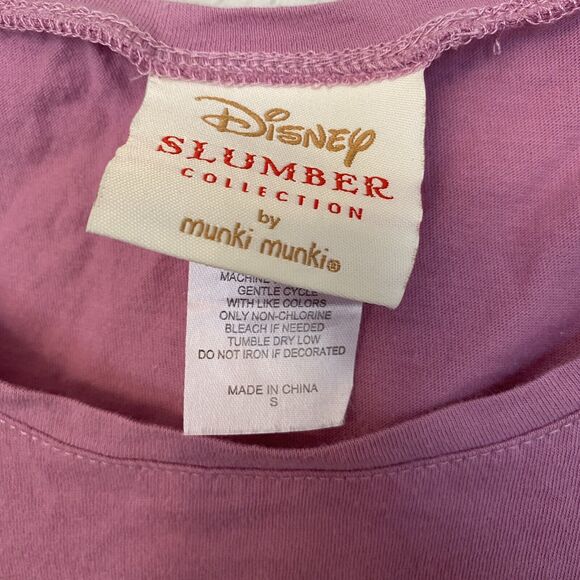 Disney
SLUMBER
COLLECTION
by
munki munki®
MACHINE
GENTLE CYCLE
WITH LIKE COLORS
ONLY NON-CHLORINE
BLEACH IF NEEDED
TUMBLE DRY LOW
DO NOT IRON IF DECORATED
MADE IN CHINA
S